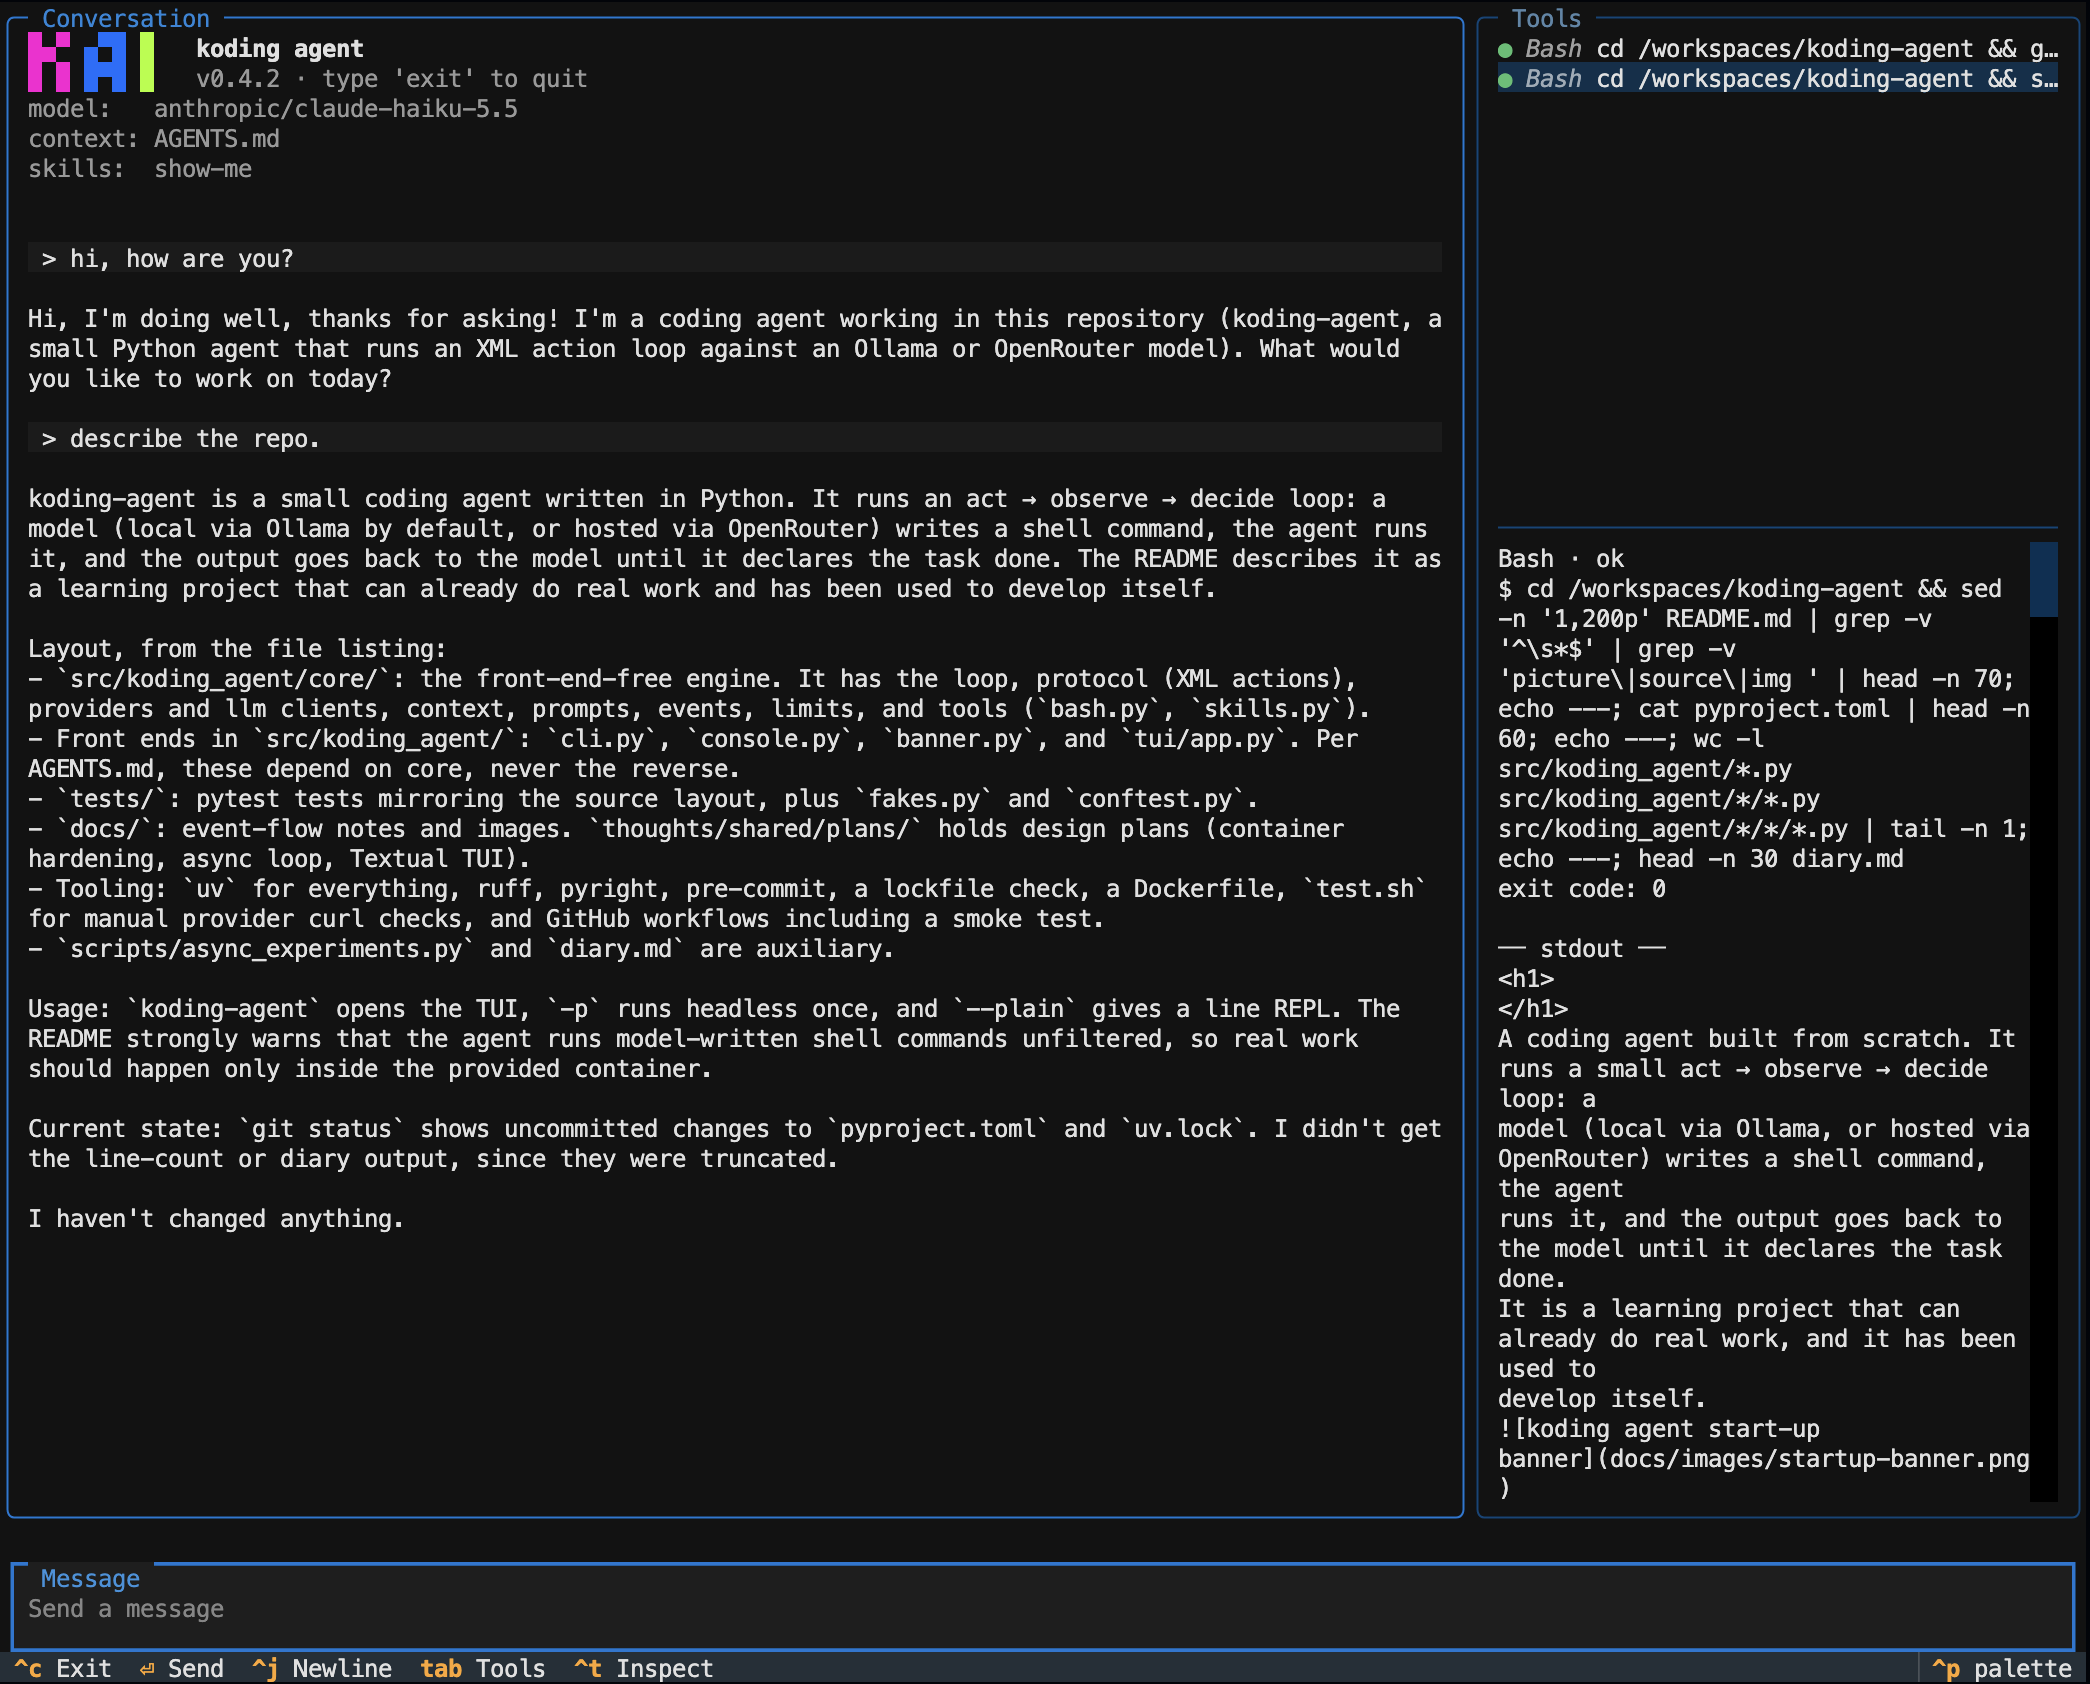 Conversation
KAI
koding agent
v0.4.2 · type 'exit' to quit
model:   anthropic/claude-haiku-5.5
context: AGENTS.md
skills:  show-me
> hi, how are you?
Hi, I'm doing well, thanks for asking! I'm a coding agent working in this repository (koding-agent, a
small Python agent that runs an XML action loop against an Ollama or OpenRouter model). What would
you like to work on today?
> describe the repo.
koding-agent is a small coding agent written in Python. It runs an act → observe → decide loop: a
model (local via Ollama by default, or hosted via OpenRouter) writes a shell command, the agent runs
it, and the output goes back to the model until it declares the task done. The README describes it as
a learning project that can already do real work and has been used to develop itself.
Layout, from the file listing:
- `src/koding_agent/core/`: the front-end-free engine. It has the loop, protocol (XML actions),
providers and llm clients, context, prompts, events, limits, and tools (`bash.py`, `skills.py`).
- Front ends in `src/koding_agent/`: `cli.py`, `console.py`, `banner.py`, and `tui/app.py`. Per
AGENTS.md, these depend on core, never the reverse.
- `tests/`: pytest tests mirroring the source layout, plus `fakes.py` and `conftest.py`.
- `docs/`: event-flow notes and images. `thoughts/shared/plans/` holds design plans (container
hardening, async loop, Textual TUI).
- Tooling: `uv` for everything, ruff, pyright, pre-commit, a lockfile check, a Dockerfile, `test.sh`
for manual provider curl checks, and GitHub workflows including a smoke test.
- `scripts/async_experiments.py` and `diary.md` are auxiliary.
Usage: `koding-agent` opens the TUI, `-p` runs headless once, and `--plain` gives a line REPL. The
README strongly warns that the agent runs model-written shell commands unfiltered, so real work
should happen only inside the provided container.
Current state: `git status` shows uncommitted changes to `pyproject.toml` and `uv.lock`. I didn't get
the line-count or diary output, since they were truncated.
I haven't changed anything.
Tools
● Bash cd /workspaces/koding-agent && g…
● Bash cd /workspaces/koding-agent && s…
Bash · ok
$ cd /workspaces/koding-agent && sed
-n '1,200p' README.md | grep -v
'^\s*$' | grep -v
'picture\|source\|img ' | head -n 70;
echo ---; cat pyproject.toml | head -n
60; echo ---; wc -l
src/koding_agent/*.py
src/koding_agent/*/*.py
src/koding_agent/*/*/*.py | tail -n 1;
echo ---; head -n 30 diary.md
exit code: 0
── stdout ──
<h1>
</h1>
A coding agent built from scratch. It
runs a small act → observe → decide
loop: a
model (local via Ollama, or hosted via
OpenRouter) writes a shell command,
the agent
runs it, and the output goes back to
the model until it declares the task
done.
It is a learning project that can
already do real work, and it has been
used to
develop itself.
![koding agent start-up
banner](docs/images/startup-banner.png
)
Message
Send a message
^c Exit  ⏎ Send  ^j Newline  tab Tools  ^t Inspect
^p palette